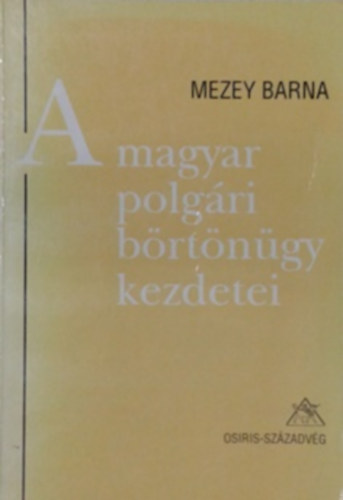 MEZEY BARNA
A magyar
polgári
börtönügy
kezdetei
OSIRIS-SZÁZADVÉG